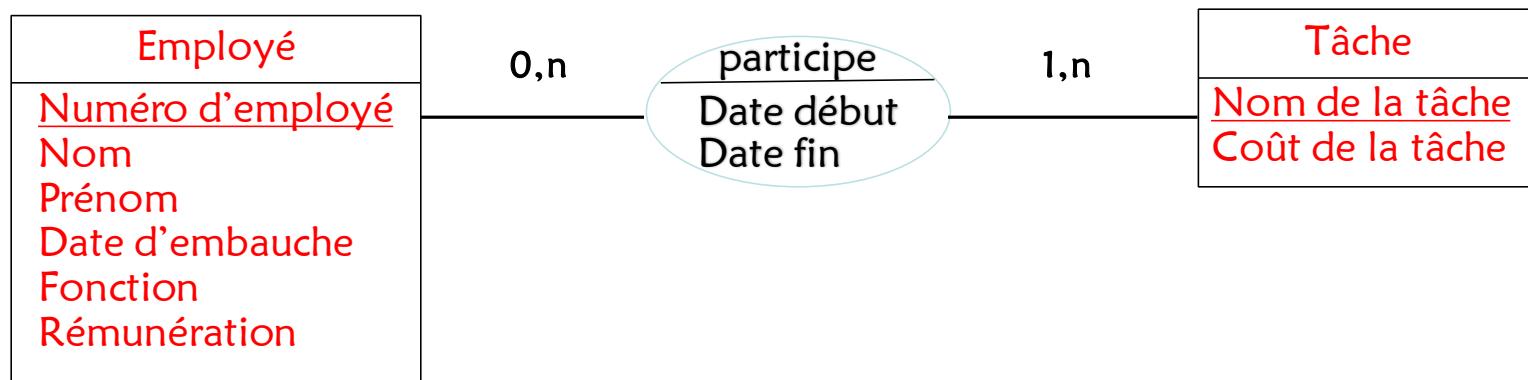 Employé
Numéro d'employé
Nom
Prénom
Date d'embauche
Fonction
Rémunération
0,n
participe
Date début
Date fin
1,n
Tâche
Nom de la tâche
Coût de la tâche